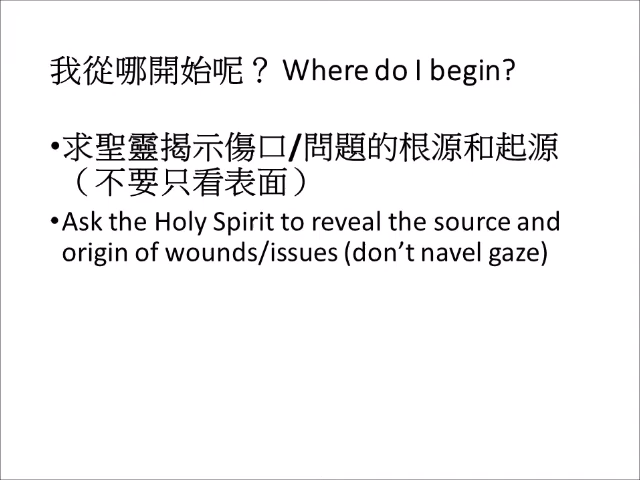 我從哪開始呢？ Where do I begin?
•求聖靈揭示傷口/問題的根源和起源
（不要只看表面）
•Ask the Holy Spirit to reveal the source and
origin of wounds/issues (don’t navel gaze)